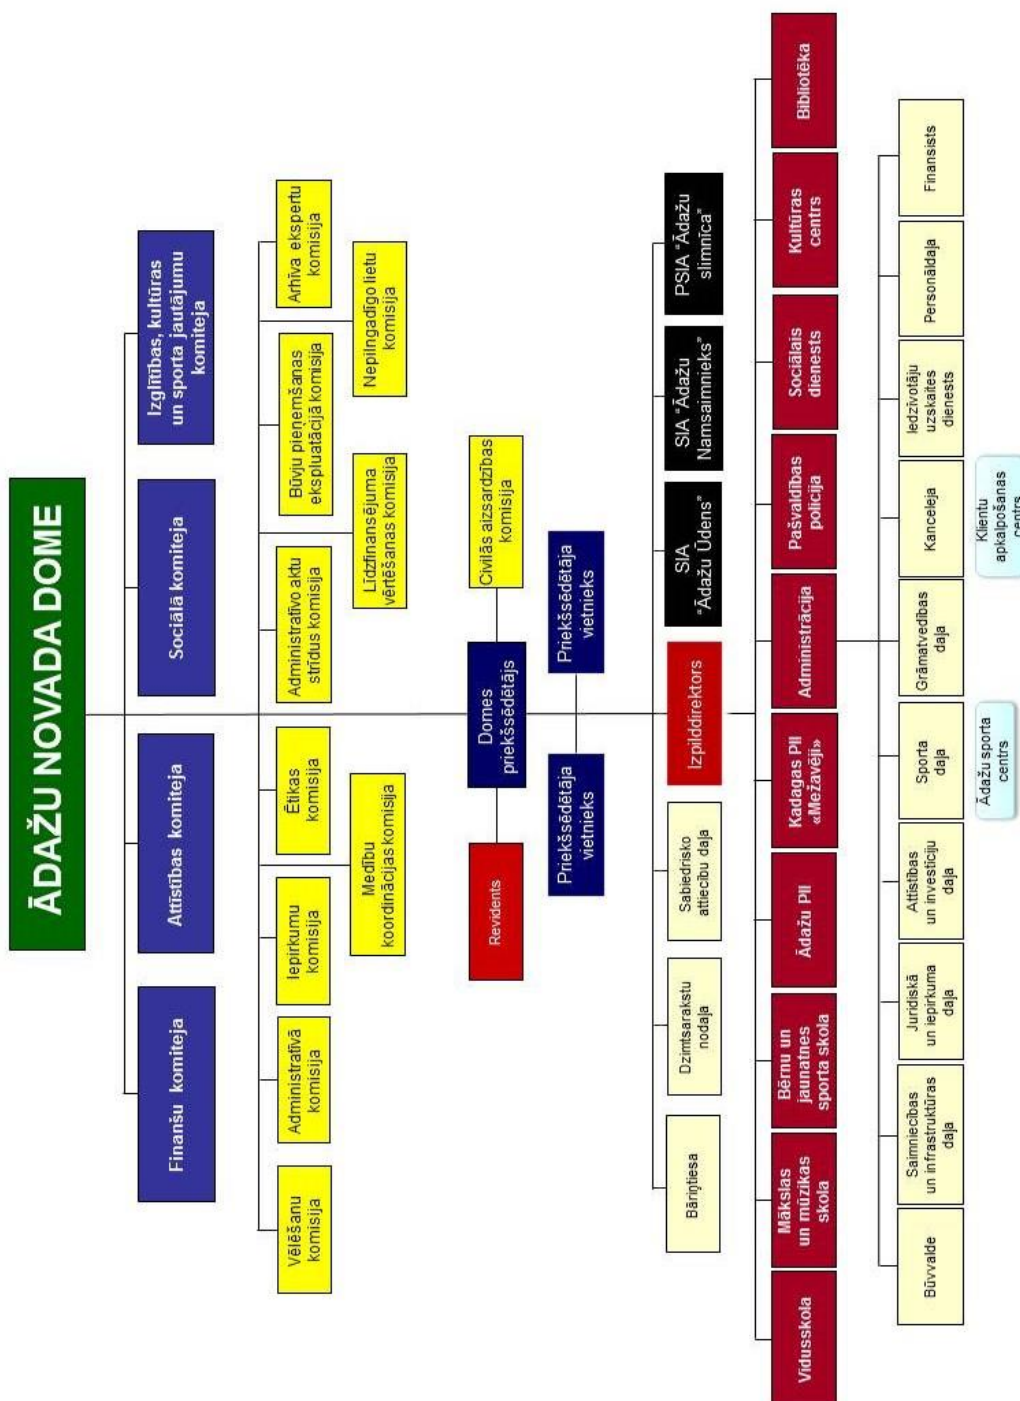 ĀDAŽU NOVADA DOME
Finanšu komiteja
Attīstības komiteja
Sociālā komiteja
Izglītības, kultūras
un sporta jautājumu
komiteja
Vēlēšanu
komisija
Administratīvā
komisija
Iepirkumu
komisija
Ētikas
komisija
Administratīvo aktu
strīdus komisija
Būvju pieņemšanas
ekspluatācijā komisija
Arhīva ekspertu
komisija
Medību
koordinācijas komisija
Līdzfinansējuma
vērtēšanas komisija
Nepilngadīgo lietu
komisija
Revidents
Domes
priekšsēdētājs
Civilās aizsardzības
komisija
Priekšsēdētāja
vietnieks
Priekšsēdētāja
vietnieks
Bāriņtiesa
Dzimtsarakstu
nodaļa
Sabiedrisko
attiecību daļa
Izpilddirektors
SIA
“Ādažu Ūdens”
SIA “Ādažu
Namsaimnieks”
PSIA “Ādažu
slimnīca”
Vidusskola
Mākslas
un mūzikas
skola
Bērnu un
jaunatnes
sporta skola
Ādažu PII
Kadagas PII
«Mežavēji»
Administrācija
Pašvaldības
policija
Sociālais
dienests
Kultūras
centrs
Bibliotēka
Būvvalde
Saimniecības
un infrastruktūras
daļa
Juridiskā
un iepirkuma
daļa
Attīstības
un investīciju
daļa
Sporta
daļa
Grāmatvedības
daļa
Kanceleja
Iedzīvotāju
uzskaites
dienests
Personāldaļa
Finansists
Ādažu sporta
centrs
Klientu
apkalpošanas
centrs